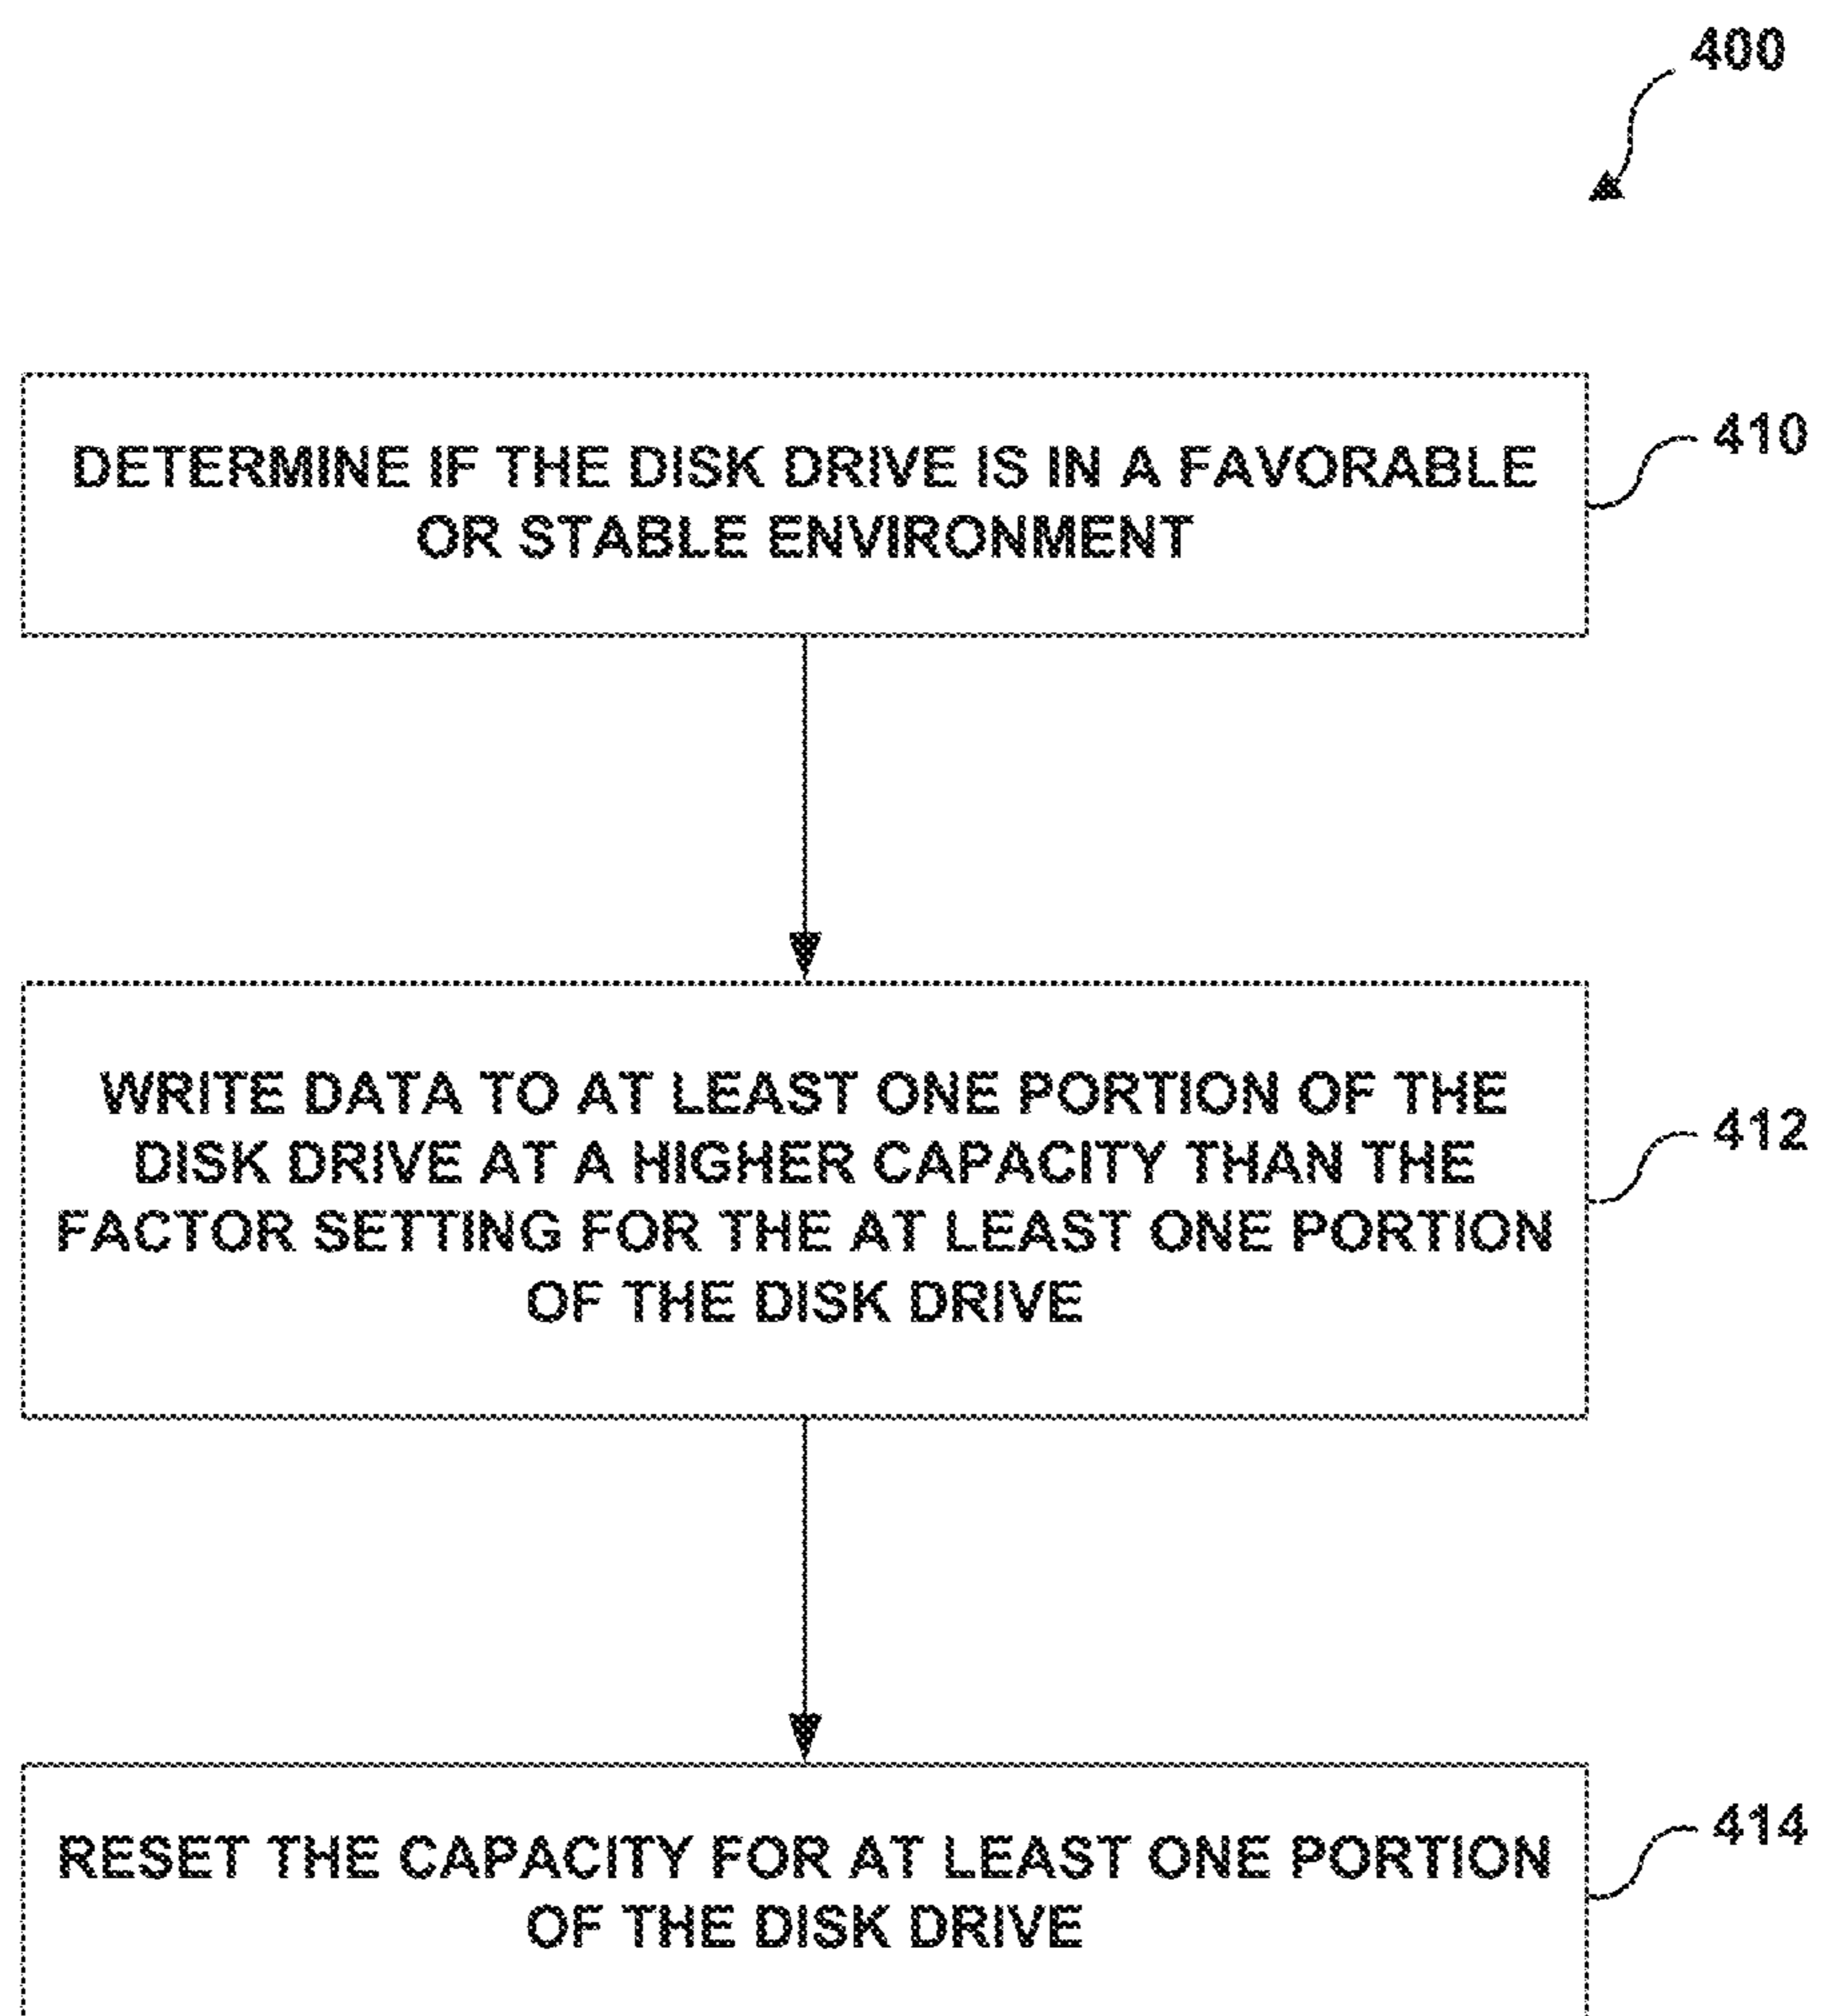 400
DETERMINE IF THE DISK DRIVE IS IN A FAVORABLE
OR STABLE ENVIRONMENT
410
WRITE DATA TO AT LEAST ONE PORTION OF THE
DISK DRIVE AT A HIGHER CAPACITY THAN THE
FACTOR SETTING FOR THE AT LEAST ONE PORTION
OF THE DISK DRIVE
412
RESET THE CAPACITY FOR AT LEAST ONE PORTION
OF THE DISK DRIVE
414